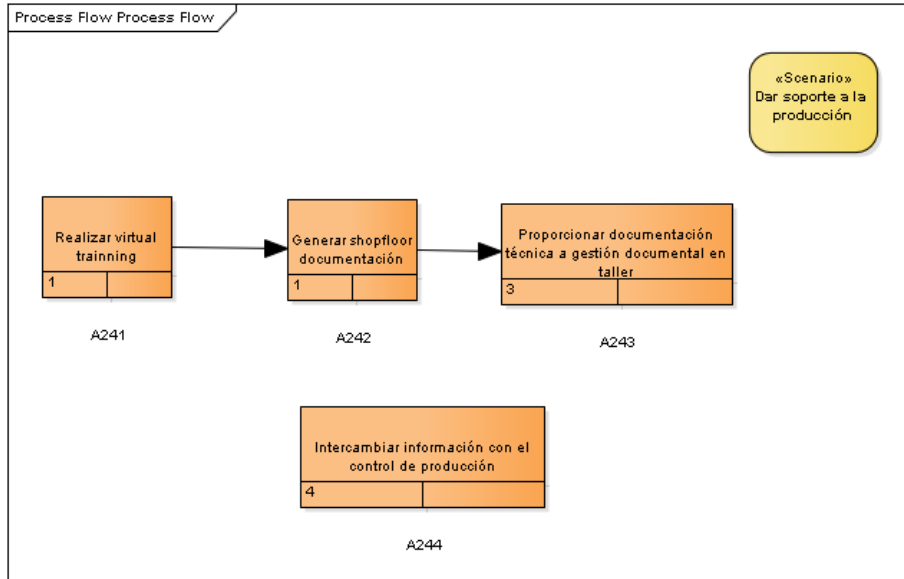 Process Flow Process Flow
«Scenario»
Dar soporte a la
producción
Realizar virtual
trainning
1
A241
Generar shopfloor
documentación
1
A242
Proporcionar documentación
técnica a gestión documental en
taller
3
A243
Intercambiar información con el
control de producción
4
A244